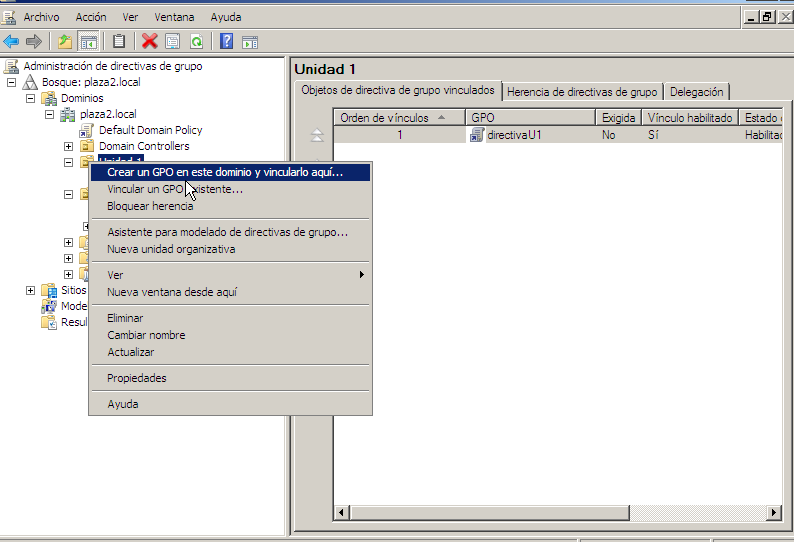 Archivo Acción Ver Ventana Ayuda
Administración de directivas de grupo
Bosque: plaza2.local
Dominios
plaza2.local
Default Domain Policy
Domain Controllers
Unidad 1
Sitios
Mode
Resul
Crear un GPO en este dominio y vincularlo aquí...
Vincular un GPO existente...
Bloquear herencia
Asistente para modelado de directivas de grupo...
Nueva unidad organizativa
Ver
Nueva ventana desde aquí
Eliminar
Cambiar nombre
Actualizar
Propiedades
Ayuda
Unidad 1
Objetos de directiva de grupo vinculados Herencia de directivas de grupo Delegación
Orden de vínculos GPO Exigida Vínculo habilitado Estado
1 directivaU1 No Sí Habilitad